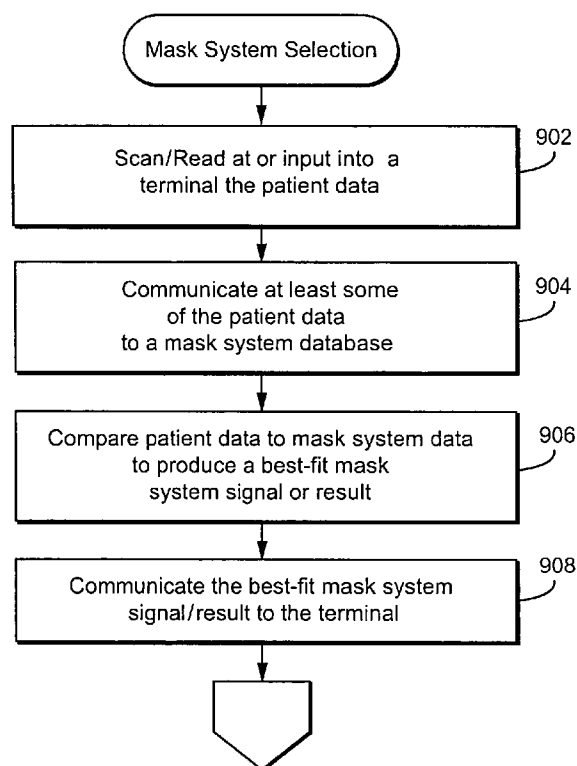 Mask System Selection
902
Scan/Read at or input into a
terminal the patient data
904
Communicate at least some
of the patient data
to a mask system database
906
Compare patient data to mask system data
to produce a best-fit mask
system signal or result
908
Communicate the best-fit mask system
signal/result to the terminal